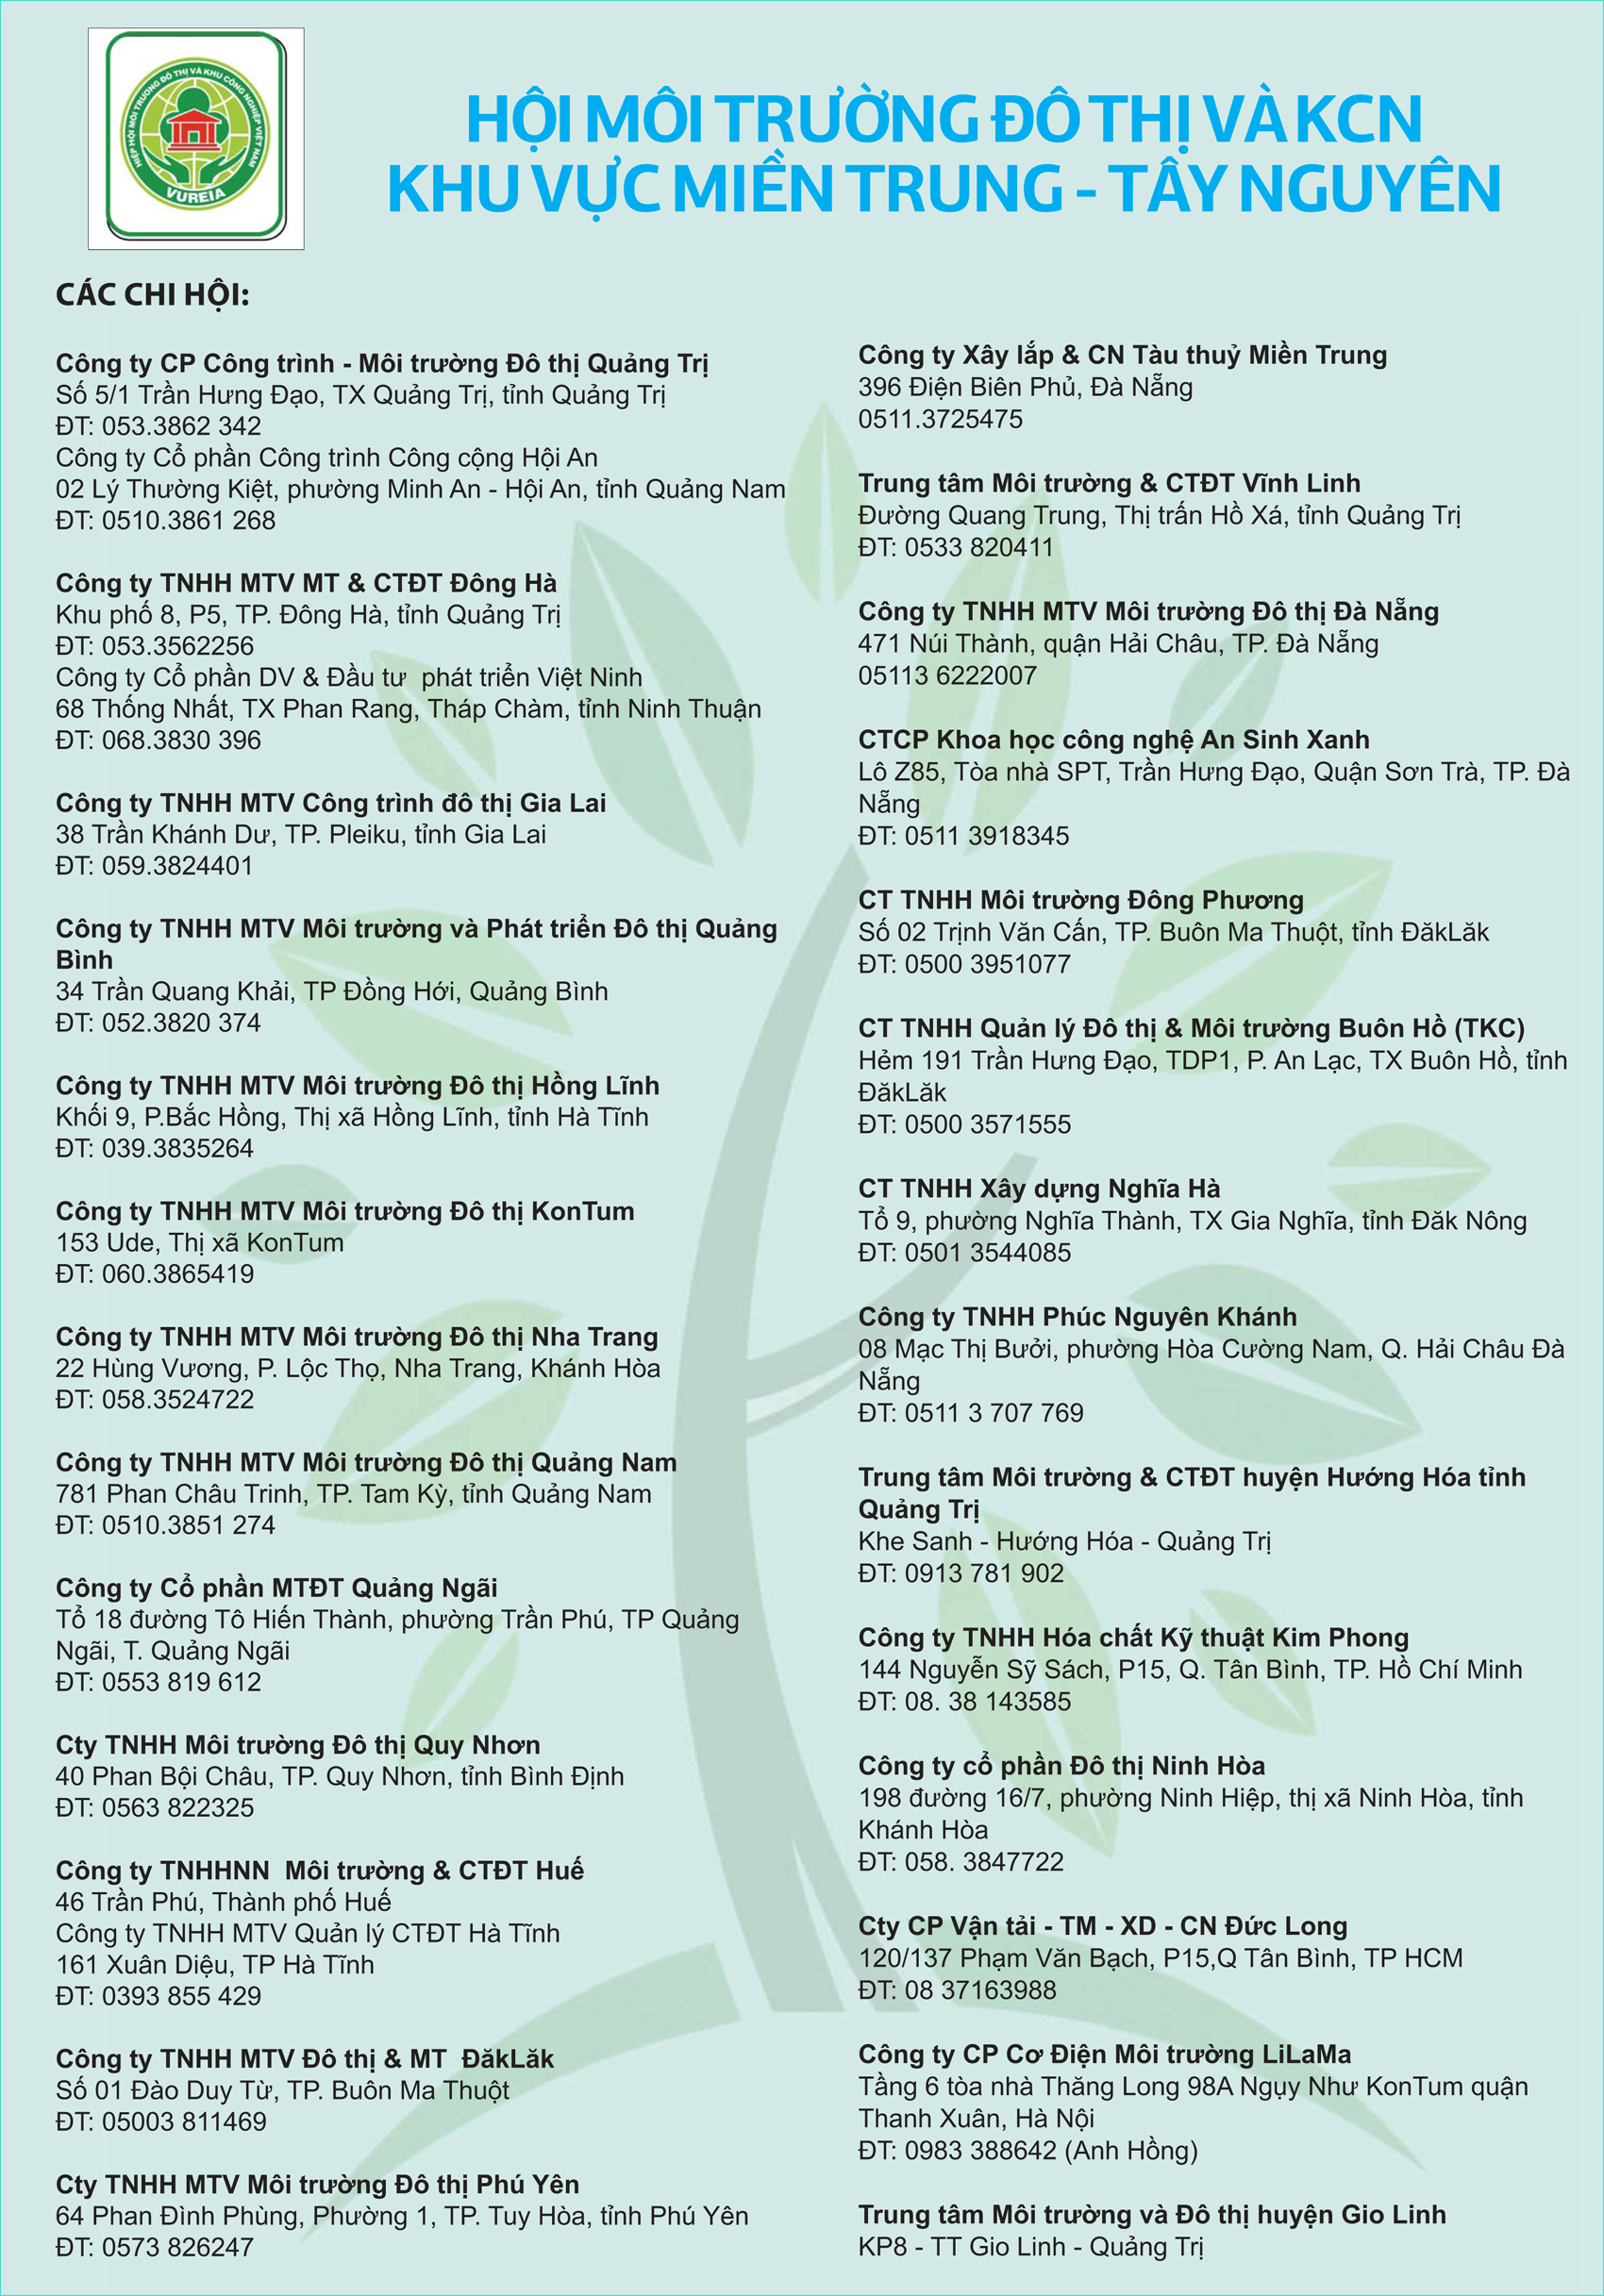 HIỆP HỘI MÔI TRƯỜNG ĐÔ THỊ VÀ KHU CÔNG NGHIỆP VIỆT NAM
VUREIA
HỘI MÔI TRƯỜNG ĐÔ THỊ VÀ KCN
KHU VỰC MIỀN TRUNG - TÂY NGUYÊN
CÁC CHI HỘI:
Công ty CP Công trình - Môi trường Đô thị Quảng Trị
Số 5/1 Trần Hưng Đạo, TX Quảng Trị, tỉnh Quảng Trị
ĐT: 053.3862 342
Công ty Cổ phần Công trình Công cộng Hội An
02 Lý Thường Kiệt, phường Minh An - Hội An, tỉnh Quảng Nam
ĐT: 0510.3861 268
Công ty TNHH MTV MT & CTĐT Đông Hà
Khu phố 8, P5, TP. Đông Hà, tỉnh Quảng Trị
ĐT: 053.3562256
Công ty Cổ phần DV & Đầu tư  phát triển Việt Ninh
68 Thống Nhất, TX Phan Rang, Tháp Chàm, tỉnh Ninh Thuận
ĐT: 068.3830 396
Công ty TNHH MTV Công trình đô thị Gia Lai
38 Trần Khánh Dư, TP. Pleiku, tỉnh Gia Lai
ĐT: 059.3824401
Công ty TNHH MTV Môi trường và Phát triển Đô thị Quảng
Bình
34 Trần Quang Khải, TP Đồng Hới, Quảng Bình
ĐT: 052.3820 374
Công ty TNHH MTV Môi trường Đô thị Hồng Lĩnh
Khối 9, P.Bắc Hồng, Thị xã Hồng Lĩnh, tỉnh Hà Tĩnh
ĐT: 039.3835264
Công ty TNHH MTV Môi trường Đô thị KonTum
153 Ude, Thị xã KonTum
ĐT: 060.3865419
Công ty TNHH MTV Môi trường Đô thị Nha Trang
22 Hùng Vương, P. Lộc Thọ, Nha Trang, Khánh Hòa
ĐT: 058.3524722
Công ty TNHH MTV Môi trường Đô thị Quảng Nam
781 Phan Châu Trinh, TP. Tam Kỳ, tỉnh Quảng Nam
ĐT: 0510.3851 274
Công ty Cổ phần MTĐT Quảng Ngãi
Tổ 18 đường Tô Hiến Thành, phường Trần Phú, TP Quảng
Ngãi, T. Quảng Ngãi
ĐT: 0553 819 612
Cty TNHH Môi trường Đô thị Quy Nhơn
40 Phan Bội Châu, TP. Quy Nhơn, tỉnh Bình Định
ĐT: 0563 822325
Công ty TNHHNN  Môi trường & CTĐT Huế
46 Trần Phú, Thành phố Huế
Công ty TNHH MTV Quản lý CTĐT Hà Tĩnh
161 Xuân Diệu, TP Hà Tĩnh
ĐT: 0393 855 429
Công ty TNHH MTV Đô thị & MT  ĐăkLăk
Số 01 Đào Duy Từ, TP. Buôn Ma Thuột
ĐT: 05003 811469
Cty TNHH MTV Môi trường Đô thị Phú Yên
64 Phan Đình Phùng, Phường 1, TP. Tuy Hòa, tỉnh Phú Yên
ĐT: 0573 826247
Công ty Xây lắp & CN Tàu thuỷ Miền Trung
396 Điện Biên Phủ, Đà Nẵng
0511.3725475
Trung tâm Môi trường & CTĐT Vĩnh Linh
Đường Quang Trung, Thị trấn Hồ Xá, tỉnh Quảng Trị
ĐT: 0533 820411
Công ty TNHH MTV Môi trường Đô thị Đà Nẵng
471 Núi Thành, quận Hải Châu, TP. Đà Nẵng
05113 6222007
CTCP Khoa học công nghệ An Sinh Xanh
Lô Z85, Tòa nhà SPT, Trần Hưng Đạo, Quận Sơn Trà, TP. Đà
Nẵng
ĐT: 0511 3918345
CT TNHH Môi trường Đông Phương
Số 02 Trịnh Văn Cấn, TP. Buôn Ma Thuột, tỉnh ĐăkLăk
ĐT: 0500 3951077
CT TNHH Quản lý Đô thị & Môi trường Buôn Hồ (TKC)
Hẻm 191 Trần Hưng Đạo, TDP1, P. An Lạc, TX Buôn Hồ, tỉnh
ĐăkLăk
ĐT: 0500 3571555
CT TNHH Xây dựng Nghĩa Hà
Tổ 9, phường Nghĩa Thành, TX Gia Nghĩa, tỉnh Đăk Nông
ĐT: 0501 3544085
Công ty TNHH Phúc Nguyên Khánh
08 Mạc Thị Bưởi, phường Hòa Cường Nam, Q. Hải Châu Đà
Nẵng
ĐT: 0511 3 707 769
Trung tâm Môi trường & CTĐT huyện Hướng Hóa tỉnh
Quảng Trị
Khe Sanh - Hướng Hóa - Quảng Trị
ĐT: 0913 781 902
Công ty TNHH Hóa chất Kỹ thuật Kim Phong
144 Nguyễn Sỹ Sách, P15, Q. Tân Bình, TP. Hồ Chí Minh
ĐT: 08. 38 143585
Công ty cổ phần Đô thị Ninh Hòa
198 đường 16/7, phường Ninh Hiệp, thị xã Ninh Hòa, tỉnh
Khánh Hòa
ĐT: 058. 3847722
Cty CP Vận tải - TM - XD - CN Đức Long
120/137 Phạm Văn Bạch, P15,Q Tân Bình, TP HCM
ĐT: 08 37163988
Công ty CP Cơ Điện Môi trường LiLaMa
Tầng 6 tòa nhà Thăng Long 98A Ngụy Như KonTum quận
Thanh Xuân, Hà Nội
ĐT: 0983 388642 (Anh Hồng)
Trung tâm Môi trường và Đô thị huyện Gio Linh
KP8 - TT Gio Linh - Quảng Trị